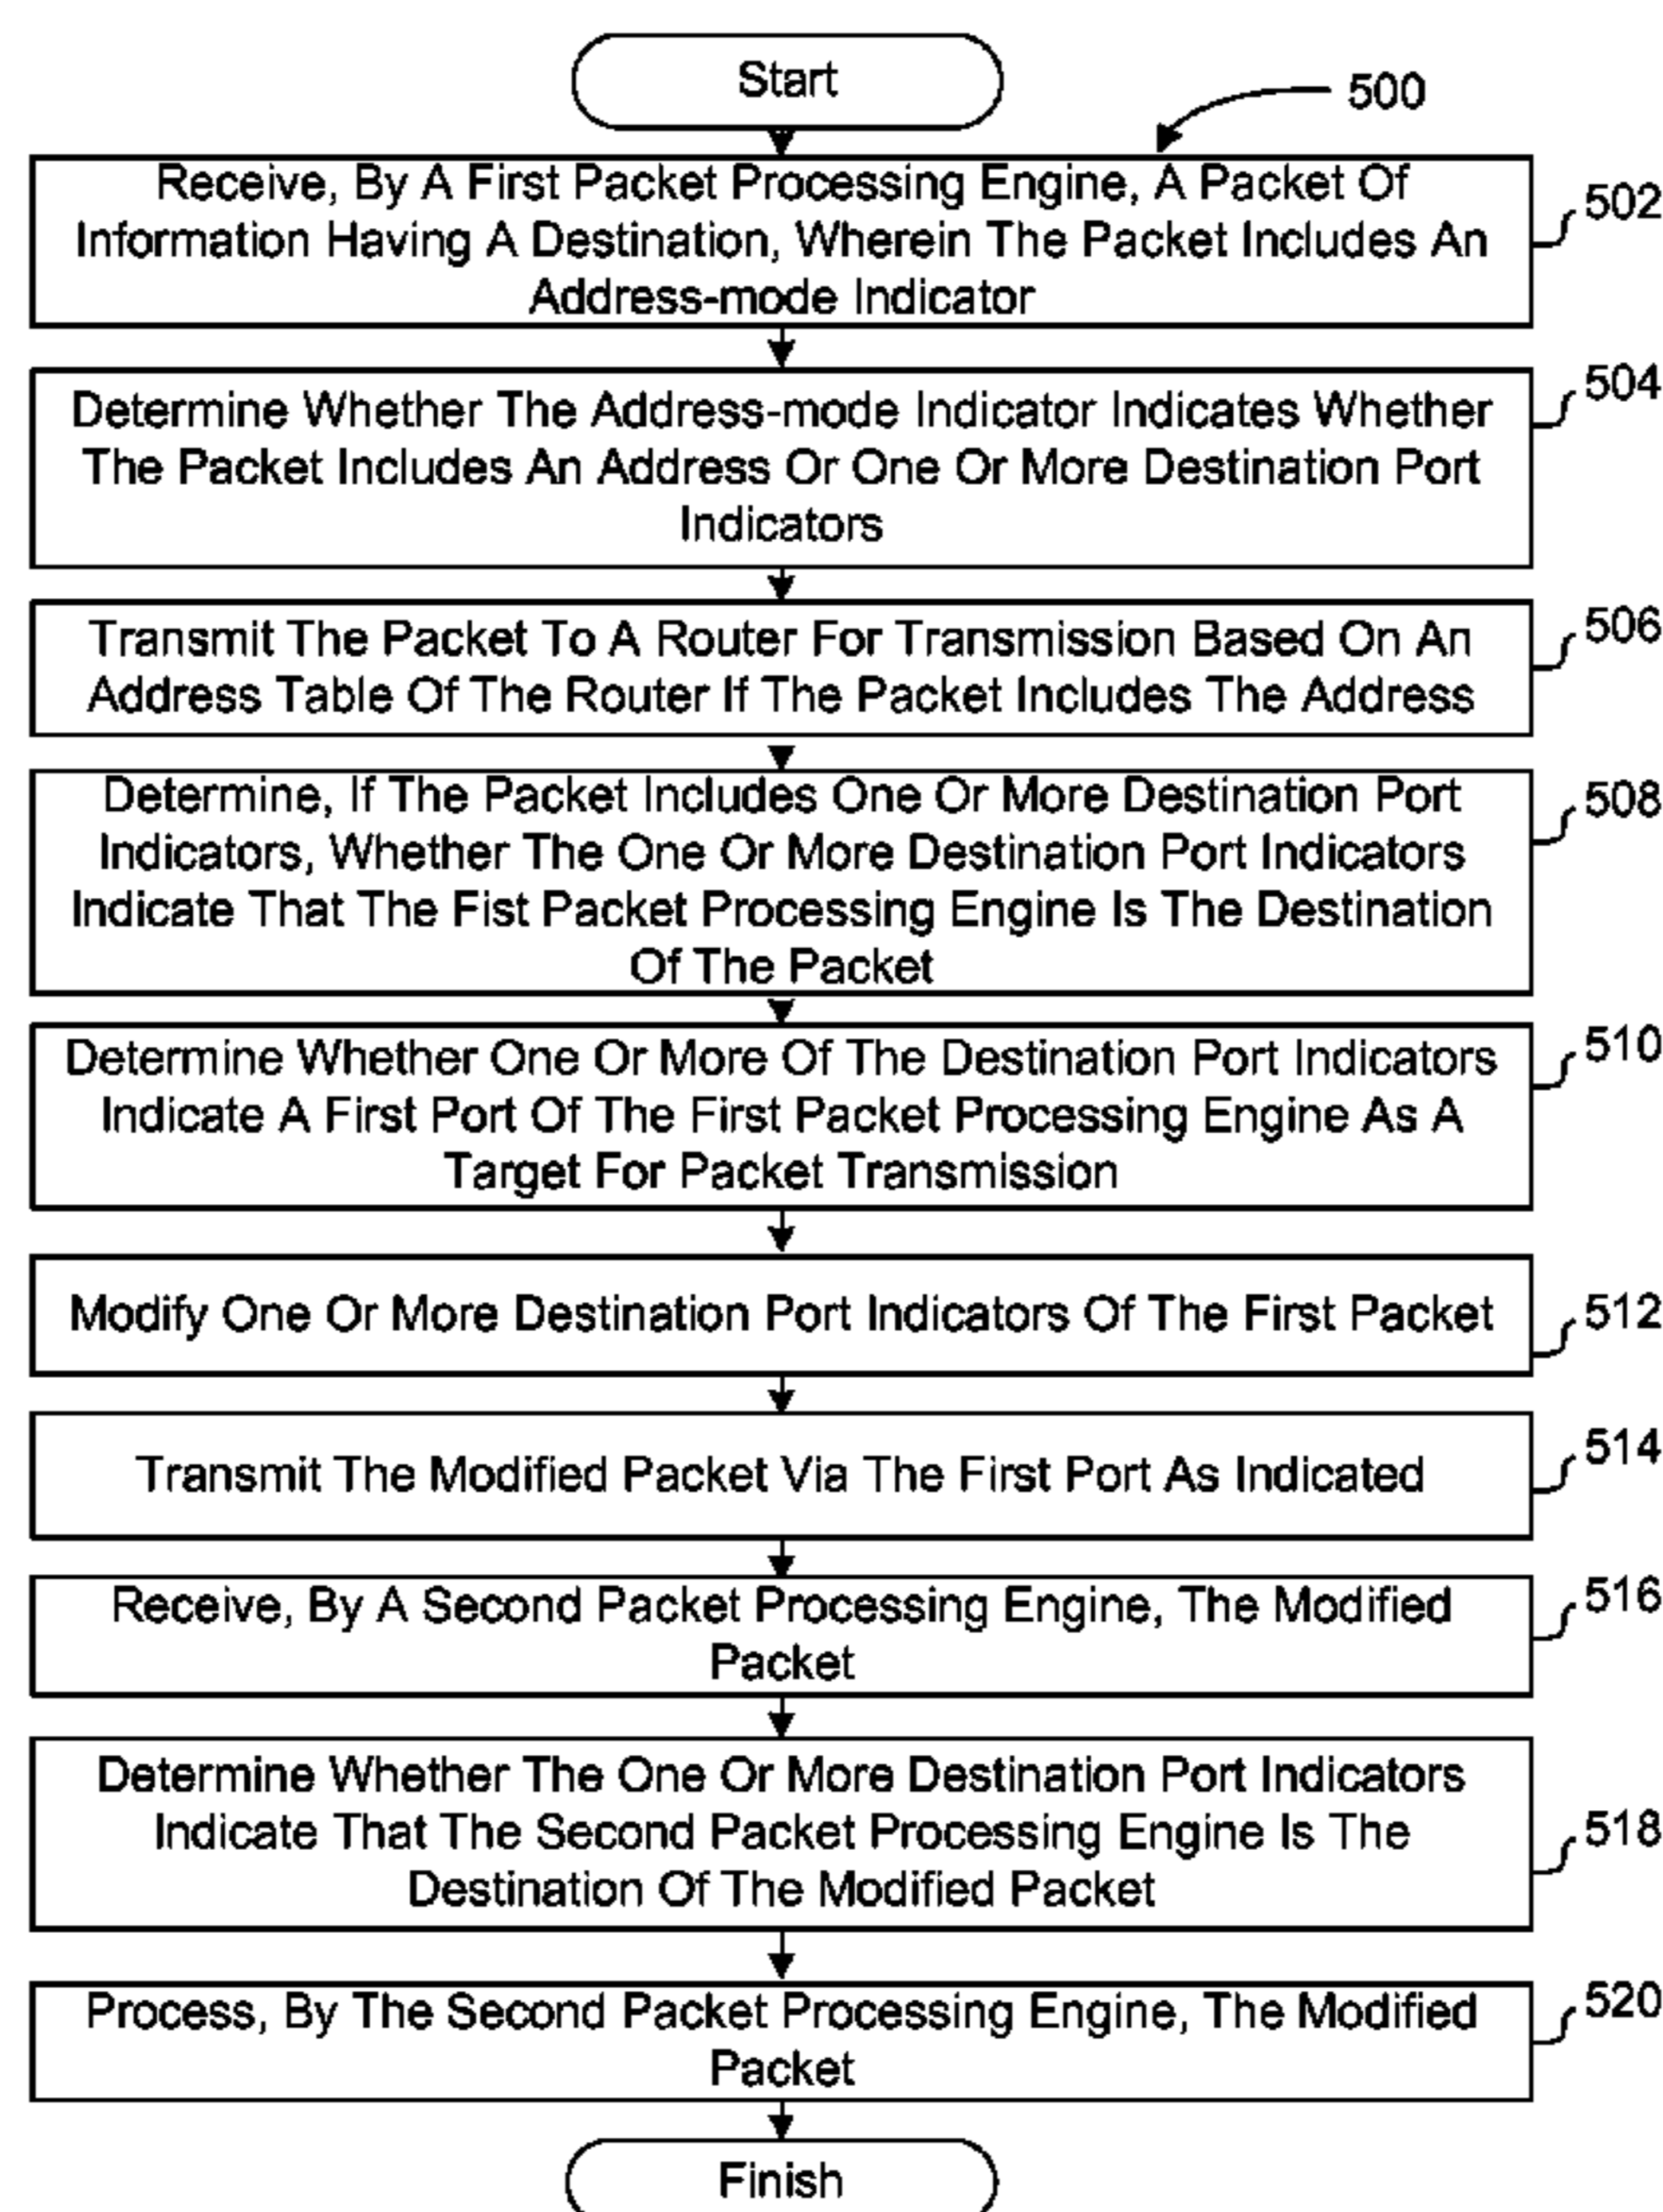 Start
500
Receive, By A First Packet Processing Engine, A Packet Of
Information Having A Destination, Wherein The Packet Includes An
Address-mode Indicator
502
Determine Whether The Address-mode Indicator Indicates Whether
The Packet Includes An Address Or One Or More Destination Port
Indicators
504
Transmit The Packet To A Router For Transmission Based On An
Address Table Of The Router If The Packet Includes The Address
506
Determine, If The Packet Includes One Or More Destination Port
Indicators, Whether The One Or More Destination Port Indicators
Indicate That The Fist Packet Processing Engine Is The Destination
Of The Packet
508
Determine Whether One Or More Of The Destination Port Indicators
Indicate A First Port Of The First Packet Processing Engine As A
Target For Packet Transmission
510
Modify One Or More Destination Port Indicators Of The First Packet
512
Transmit The Modified Packet Via The First Port As Indicated
514
Receive, By A Second Packet Processing Engine, The Modified
Packet
516
Determine Whether The One Or More Destination Port Indicators
Indicate That The Second Packet Processing Engine Is The
Destination Of The Modified Packet
518
Process, By The Second Packet Processing Engine, The Modified
Packet
520
Finish